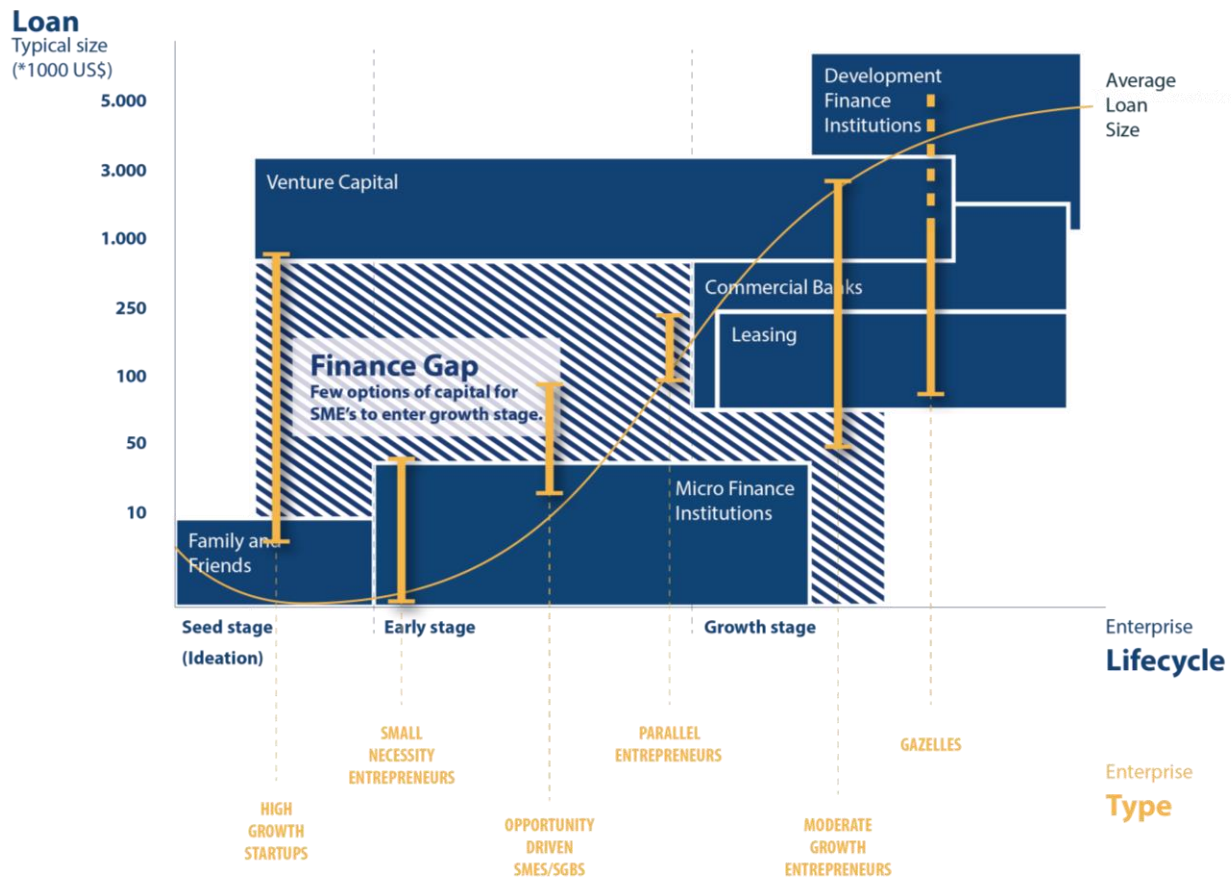 Loan
Typical size
(*1000 US$)
5.000
3.000
1.000
250
100
50
10
Development
Finance
Institutions
Average
Loan
Size
Venture Capital
Commercial Banks
Leasing
Finance Gap
Few options of capital for
SME's to enter growth stage.
Micro Finance
Institutions
Family and
Friends
Seed stage
(Ideation)
Early stage
Growth stage
Enterprise
Lifecycle
SMALL
NECESSITY
ENTREPRENEURS
PARALLEL
ENTREPRENEURS
GAZELLES
Enterprise
Type
HIGH
GROWTH
STARTUPS
OPPORTUNITY
DRIVEN
SMES/SGBS
MODERATE
GROWTH
ENTREPRENEURS